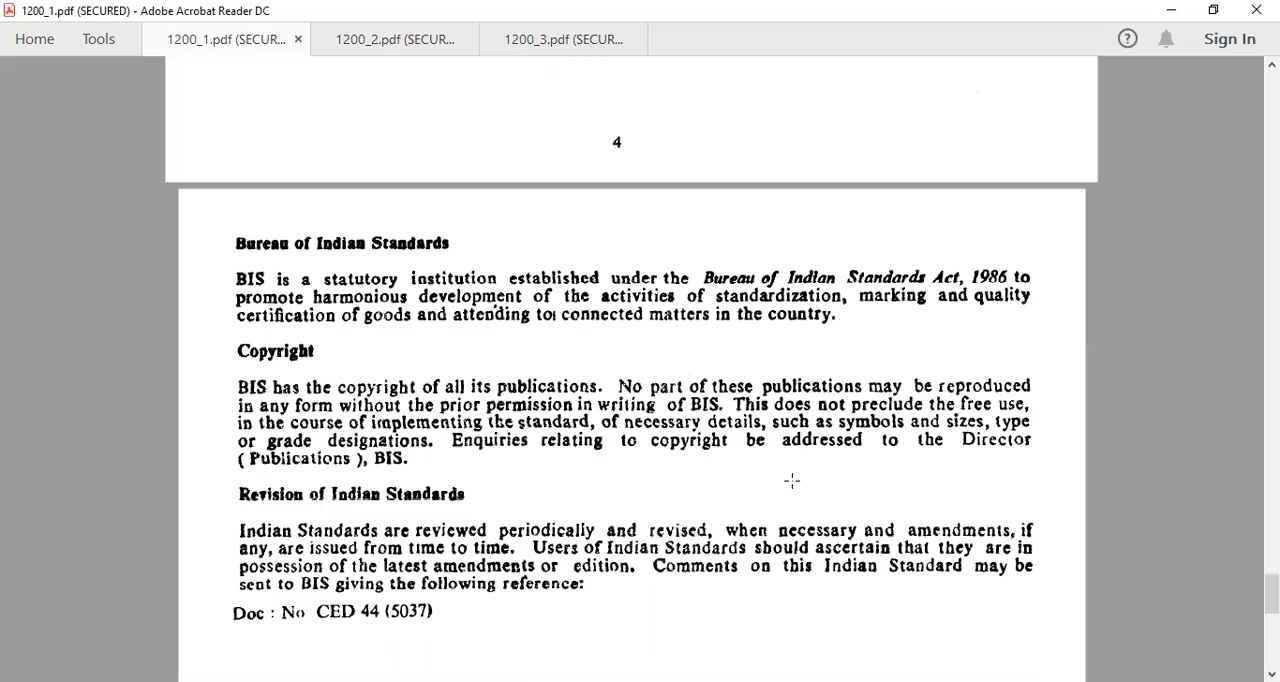 1200_1.pdf (SECURED) - Adobe Acrobat Reader DC
Home Tools 1200_1.pdf (SECUR... × 1200_2.pdf (SECUR... 1200_3.pdf (SECUR... ? Sign In
4
Bureau of Indian Standards
BIS is a statutory institution established under the Bureau of Indian Standards Act, 1986 to
promote harmonious development of the activities of standardization, marking and quality
certification of goods and attending to connected matters in the country.
Copyright
BIS has the copyright of all its publications. No part of these publications may be reproduced
in any form without the prior permission in writing of BIS. This does not preclude the free use,
in the course of implementing the standard, of necessary details, such as symbols and sizes, type
or grade designations. Enquiries relating to copyright be addressed to the Director
( Publications ), BIS.
Revision of Indian Standards
Indian Standards are reviewed periodically and revised, when necessary and amendments, if
any, are issued from time to time. Users of Indian Standards should ascertain that they are in
possession of the latest amendments or edition. Comments on this Indian Standard may be
sent to BIS giving the following reference:
Doc : No CED 44 (5037)